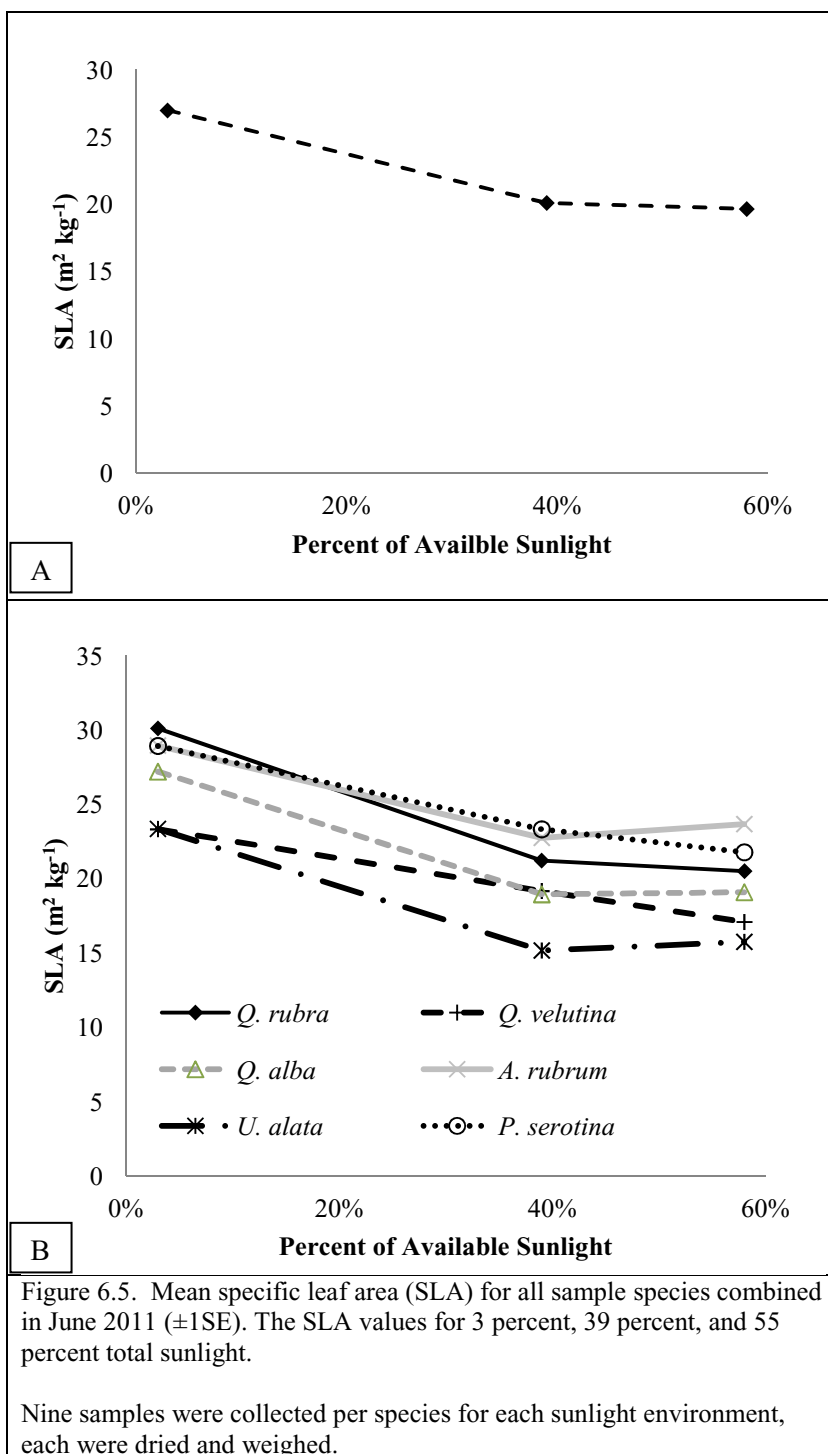 30
25
20
15
10
5
0
SLA (m² kg⁻¹)
0% 20% 40% 60%
Percent of Availble Sunlight
A
35
30
25
20
15
10
5
0
SLA (m² kg⁻¹)
Q. rubra Q. velutina
Q. alba A. rubrum
U. alata P. serotina
0% 20% 40% 60%
Percent of Available Sunlight
B
Figure 6.5. Mean specific leaf area (SLA) for all sample species combined
in June 2011 (±1SE). The SLA values for 3 percent, 39 percent, and 55
percent total sunlight.
Nine samples were collected per species for each sunlight environment,
each were dried and weighed.